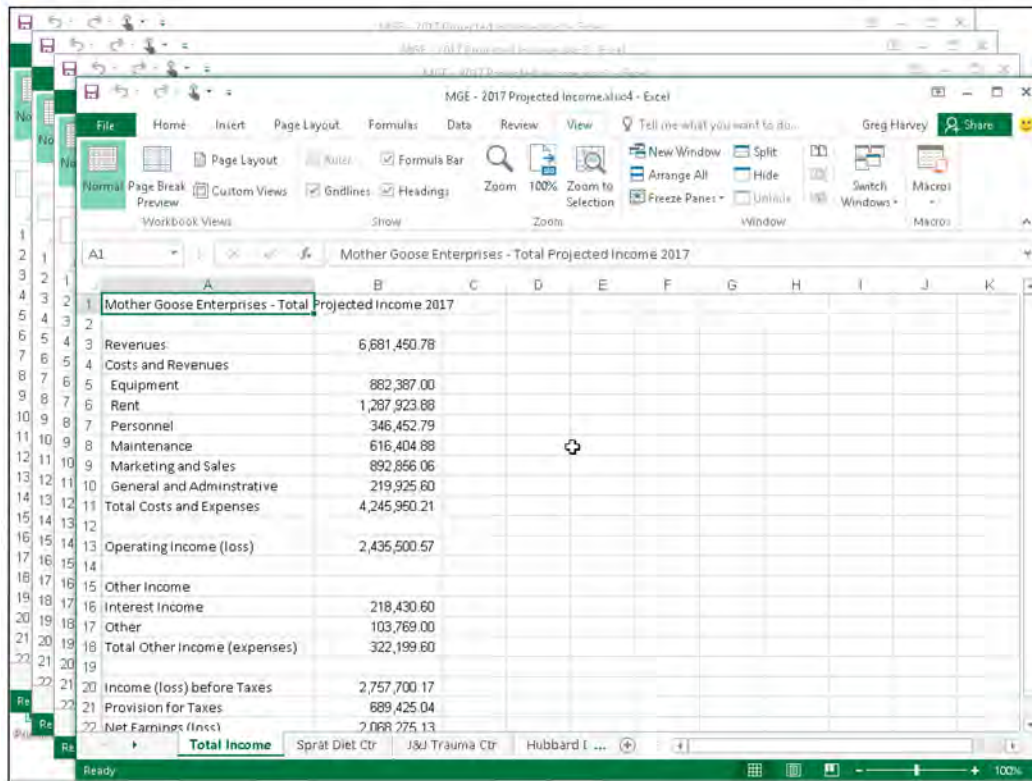 MGE - 2017 Projected Income.xlsx:4 - Excel
File Home Insert Page Layout Formulas Data Review View Tell me what you want to do... Greg Harvey Share
Normal Page Break Preview Page Layout Custom Views Ruler Formula Bar Gridlines Headings Zoom 100% Zoom to Selection New Window Arrange All Freeze Panes Split Hide Unhide Switch Windows Macros
Workbook Views Show Zoom Window Macros
A1 fx Mother Goose Enterprises - Total Projected Income 2017
A B C D E F G H I J K
1 Mother Goose Enterprises - Total Projected Income 2017
2
3 Revenues 6,681,450.78
4 Costs and Revenues
5 Equipment 882,387.00
6 Rent 1,287,923.88
7 Personnel 346,452.79
8 Maintenance 616,404.88
9 Marketing and Sales 892,856.06
10 General and Adminstrative 219,925.60
11 Total Costs and Expenses 4,245,950.21
12
13 Operating Income (loss) 2,435,500.57
14
15 Other Income
16 Interest Income 218,430.60
17 Other 103,769.00
18 Total Other Income (expenses) 322,199.60
19
20 Income (loss) before Taxes 2,757,700.17
21 Provision for Taxes 689,425.04
22 Net Earnings (loss) 2,068,275.13
Total Income Sprat Diet Ctr J&J Trauma Ctr Hubbard I ...
Ready 100%